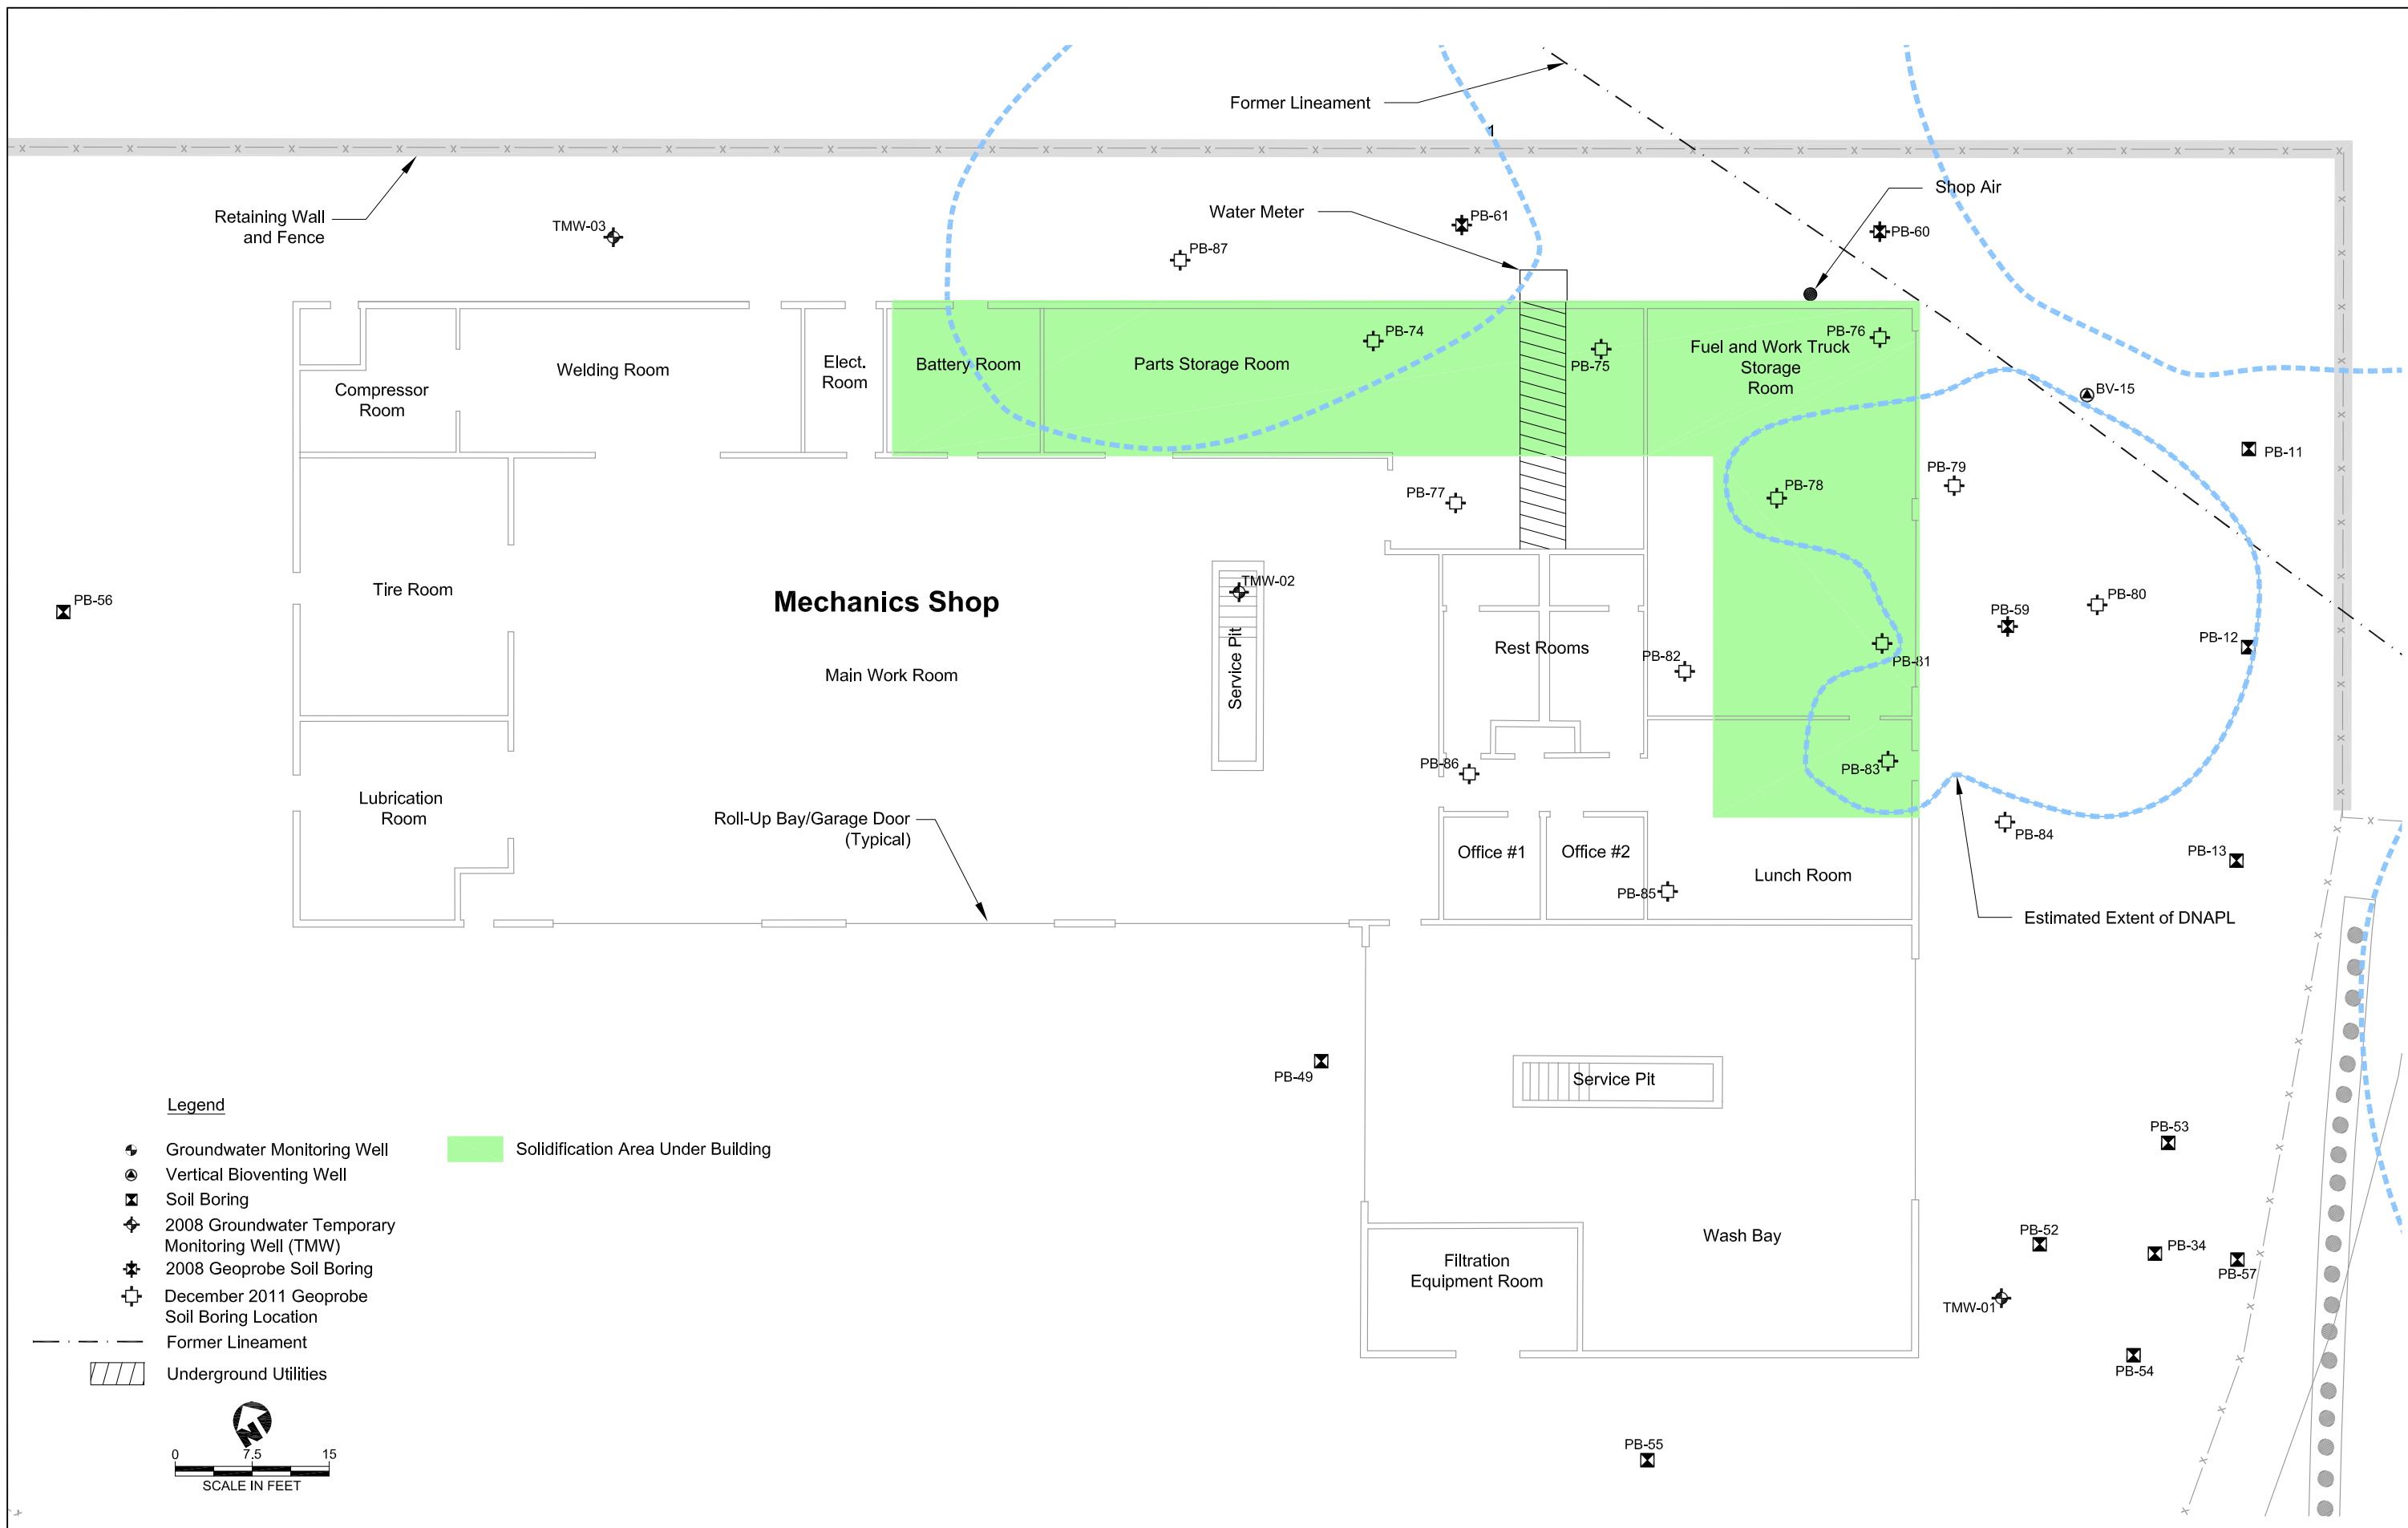 Former Lineament
1
Shop Air
Retaining Wall
and Fence
TMW-03
Water Meter
PB-61
PB-60
PB-87
PB-74
PB-75
PB-76
Compressor
Room
Welding Room
Elect.
Room
Battery Room
Parts Storage Room
Fuel and Work Truck
Storage
Room
BV-15
PB-11
PB-77
PB-78
PB-79
PB-56
Tire Room
Mechanics Shop
TMW-02
PB-59
PB-80
PB-12
Main Work Room
Service Pit
Rest Rooms
PB-82
PB-81
PB-86
PB-83
Lubrication
Room
Roll-Up Bay/Garage Door
(Typical)
Office #1
Office #2
PB-84
PB-13
PB-85
Lunch Room
Estimated Extent of DNAPL
PB-49
Service Pit
PB-53
Legend
Groundwater Monitoring Well
Solidification Area Under Building
Vertical Bioventing Well
Soil Boring
2008 Groundwater Temporary
Monitoring Well (TMW)
2008 Geoprobe Soil Boring
December 2011 Geoprobe
Soil Boring Location
Former Lineament
Underground Utilities
Wash Bay
Filtration
Equipment Room
PB-52
PB-34
PB-57
TMW-01
PB-54
PB-55
N
0 7.5 15
SCALE IN FEET